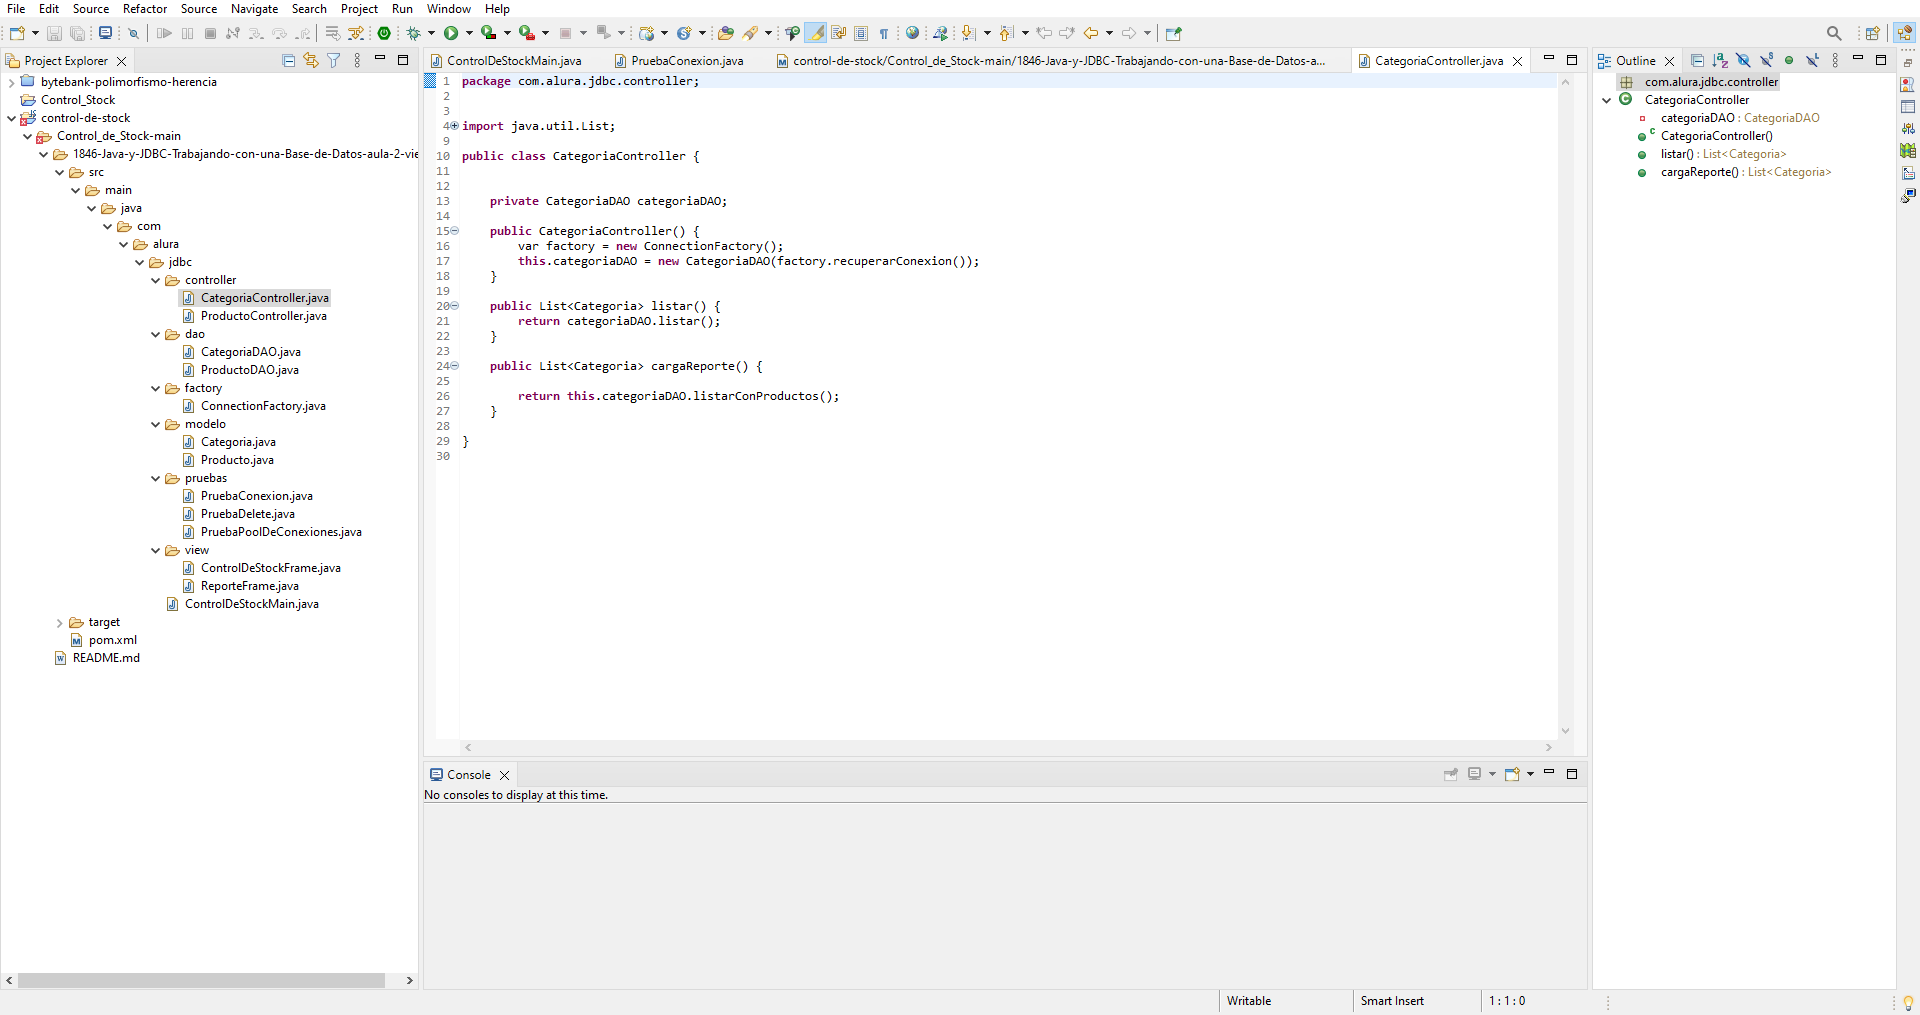 File Edit Source Refactor Source Navigate Search Project Run Window Help
Project Explorer
bytebank-polimorfismo-herencia
Control_Stock
control-de-stock
Control_de_Stock-main
1846-Java-y-JDBC-Trabajando-con-una-Base-de-Datos-aula-2-vie
src
main
java
com
alura
jdbc
controller
CategoriaController.java
ProductoController.java
dao
CategoriaDAO.java
ProductoDAO.java
factory
ConnectionFactory.java
modelo
Categoria.java
Producto.java
pruebas
PruebaConexion.java
PruebaDelete.java
PruebaPoolDeConexiones.java
view
ControlDeStockFrame.java
ReporteFrame.java
ControlDeStockMain.java
target
pom.xml
README.md
ControlDeStockMain.java PruebaConexion.java control-de-stock/Control_de_Stock-main/1846-Java-y-JDBC-Trabajando-con-una-Base-de-Datos-a... CategoriaController.java
1 package com.alura.jdbc.controller;
2
3
4 import java.util.List;
9
10 public class CategoriaController {
11
12
13 private CategoriaDAO categoriaDAO;
14
15 public CategoriaController() {
16 var factory = new ConnectionFactory();
17 this.categoriaDAO = new CategoriaDAO(factory.recuperarConexion());
18 }
19
20 public List<Categoria> listar() {
21 return categoriaDAO.listar();
22 }
23
24 public List<Categoria> cargaReporte() {
25
26 return this.categoriaDAO.listarConProductos();
27 }
28
29 }
30
Console
No consoles to display at this time.
Outline
com.alura.jdbc.controller
CategoriaController
categoriaDAO : CategoriaDAO
CategoriaController()
listar() : List<Categoria>
cargaReporte() : List<Categoria>
Writable Smart Insert 1 : 1 : 0